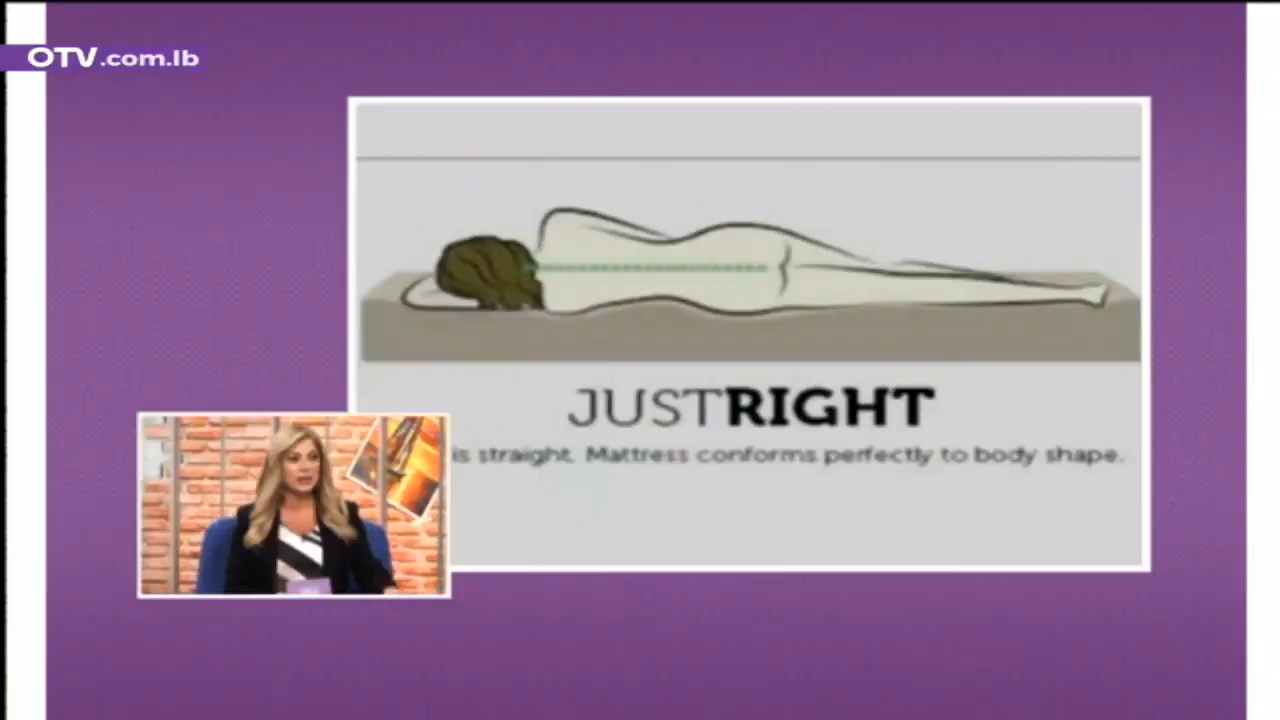 OTV.com.lb
JUSTRIGHT
is straight. Mattress conforms perfectly to body shape.